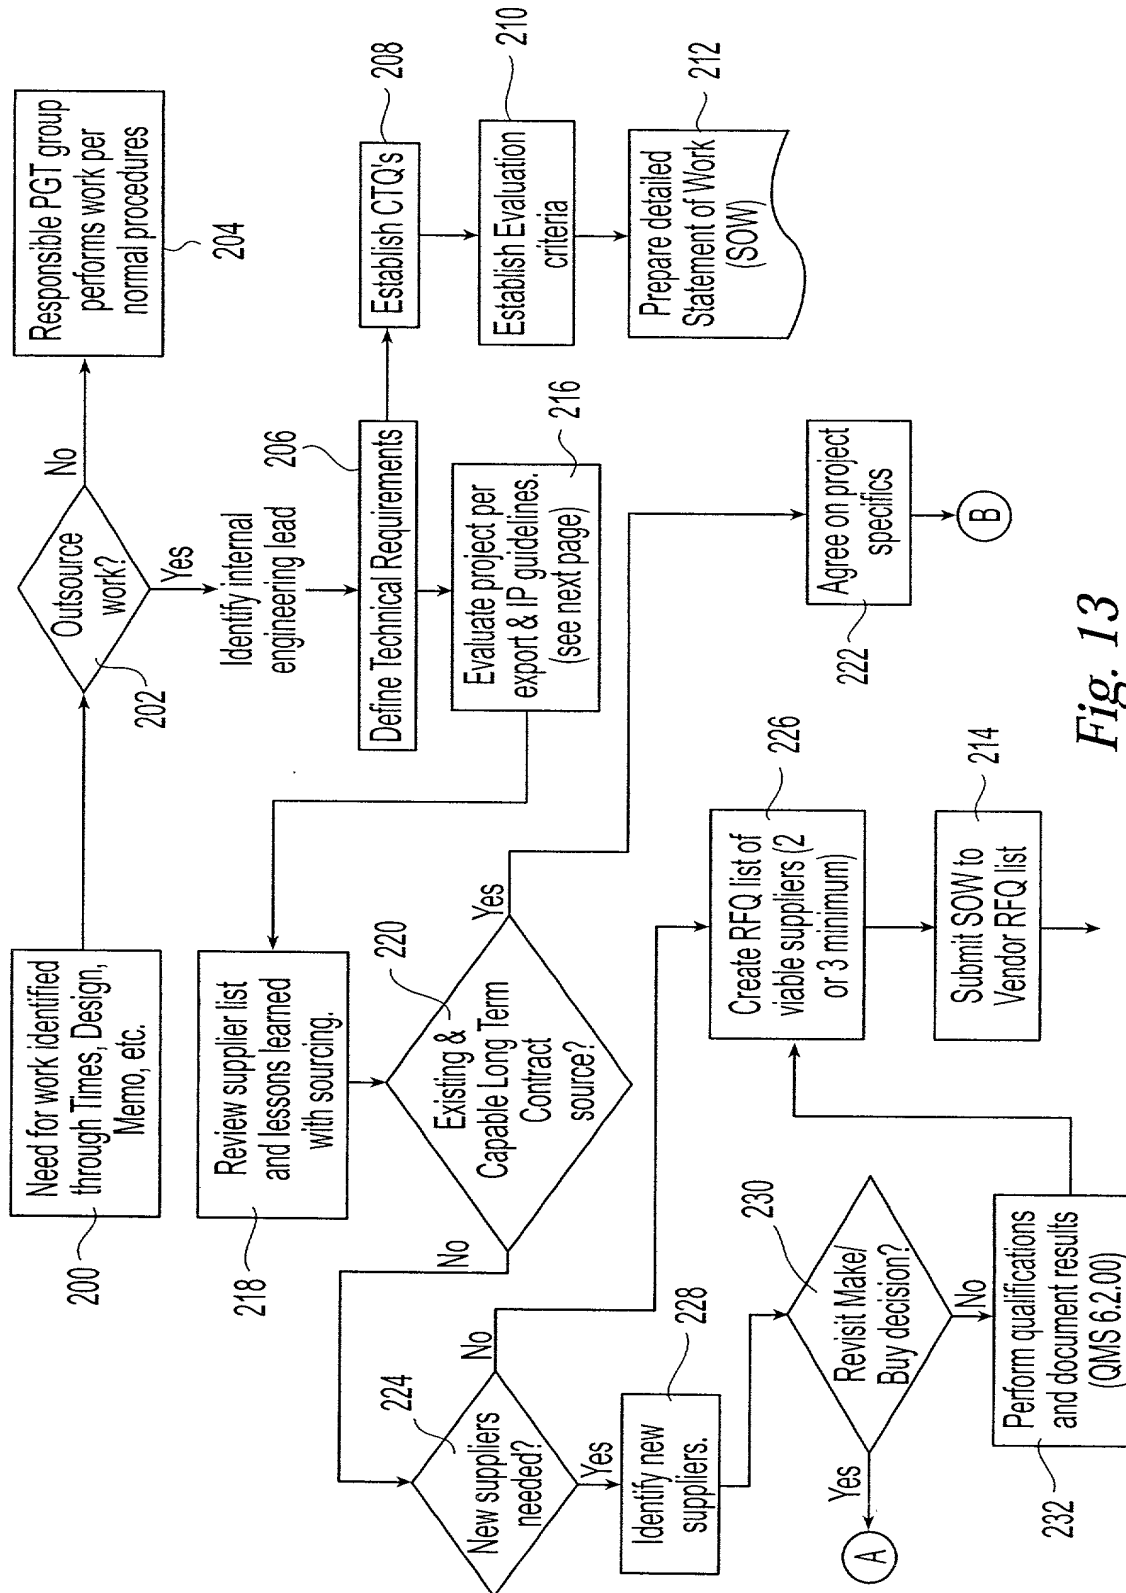 Need for work identified
through Times, Design,
Memo, etc.
200
Outsource
work?
202
No
Responsible PGT group
performs work per
normal procedures
204
Yes
Identify internal
engineering lead
Define Technical Requirements
206
Establish CTQ's
208
Establish Evaluation
criteria
210
Prepare detailed
Statement of Work
(SOW)
212
Evaluate project per
export & IP guidelines.
(see next page)
216
Review supplier list
and lessons learned
with sourcing.
218
Existing &
Capable Long Term
Contract
source?
220
Yes
Agree on project
specifics
222
B
No
New suppliers
needed?
224
No
Create RFQ list of
viable suppliers (2
or 3 minimum)
226
Submit SOW to
Vendor RFQ list
214
Yes
Identify new
suppliers.
228
Revisit Make/
Buy decision?
230
Yes
A
No
Perform qualifications
and document results
(QMS 6.2.00)
232
Fig. 13